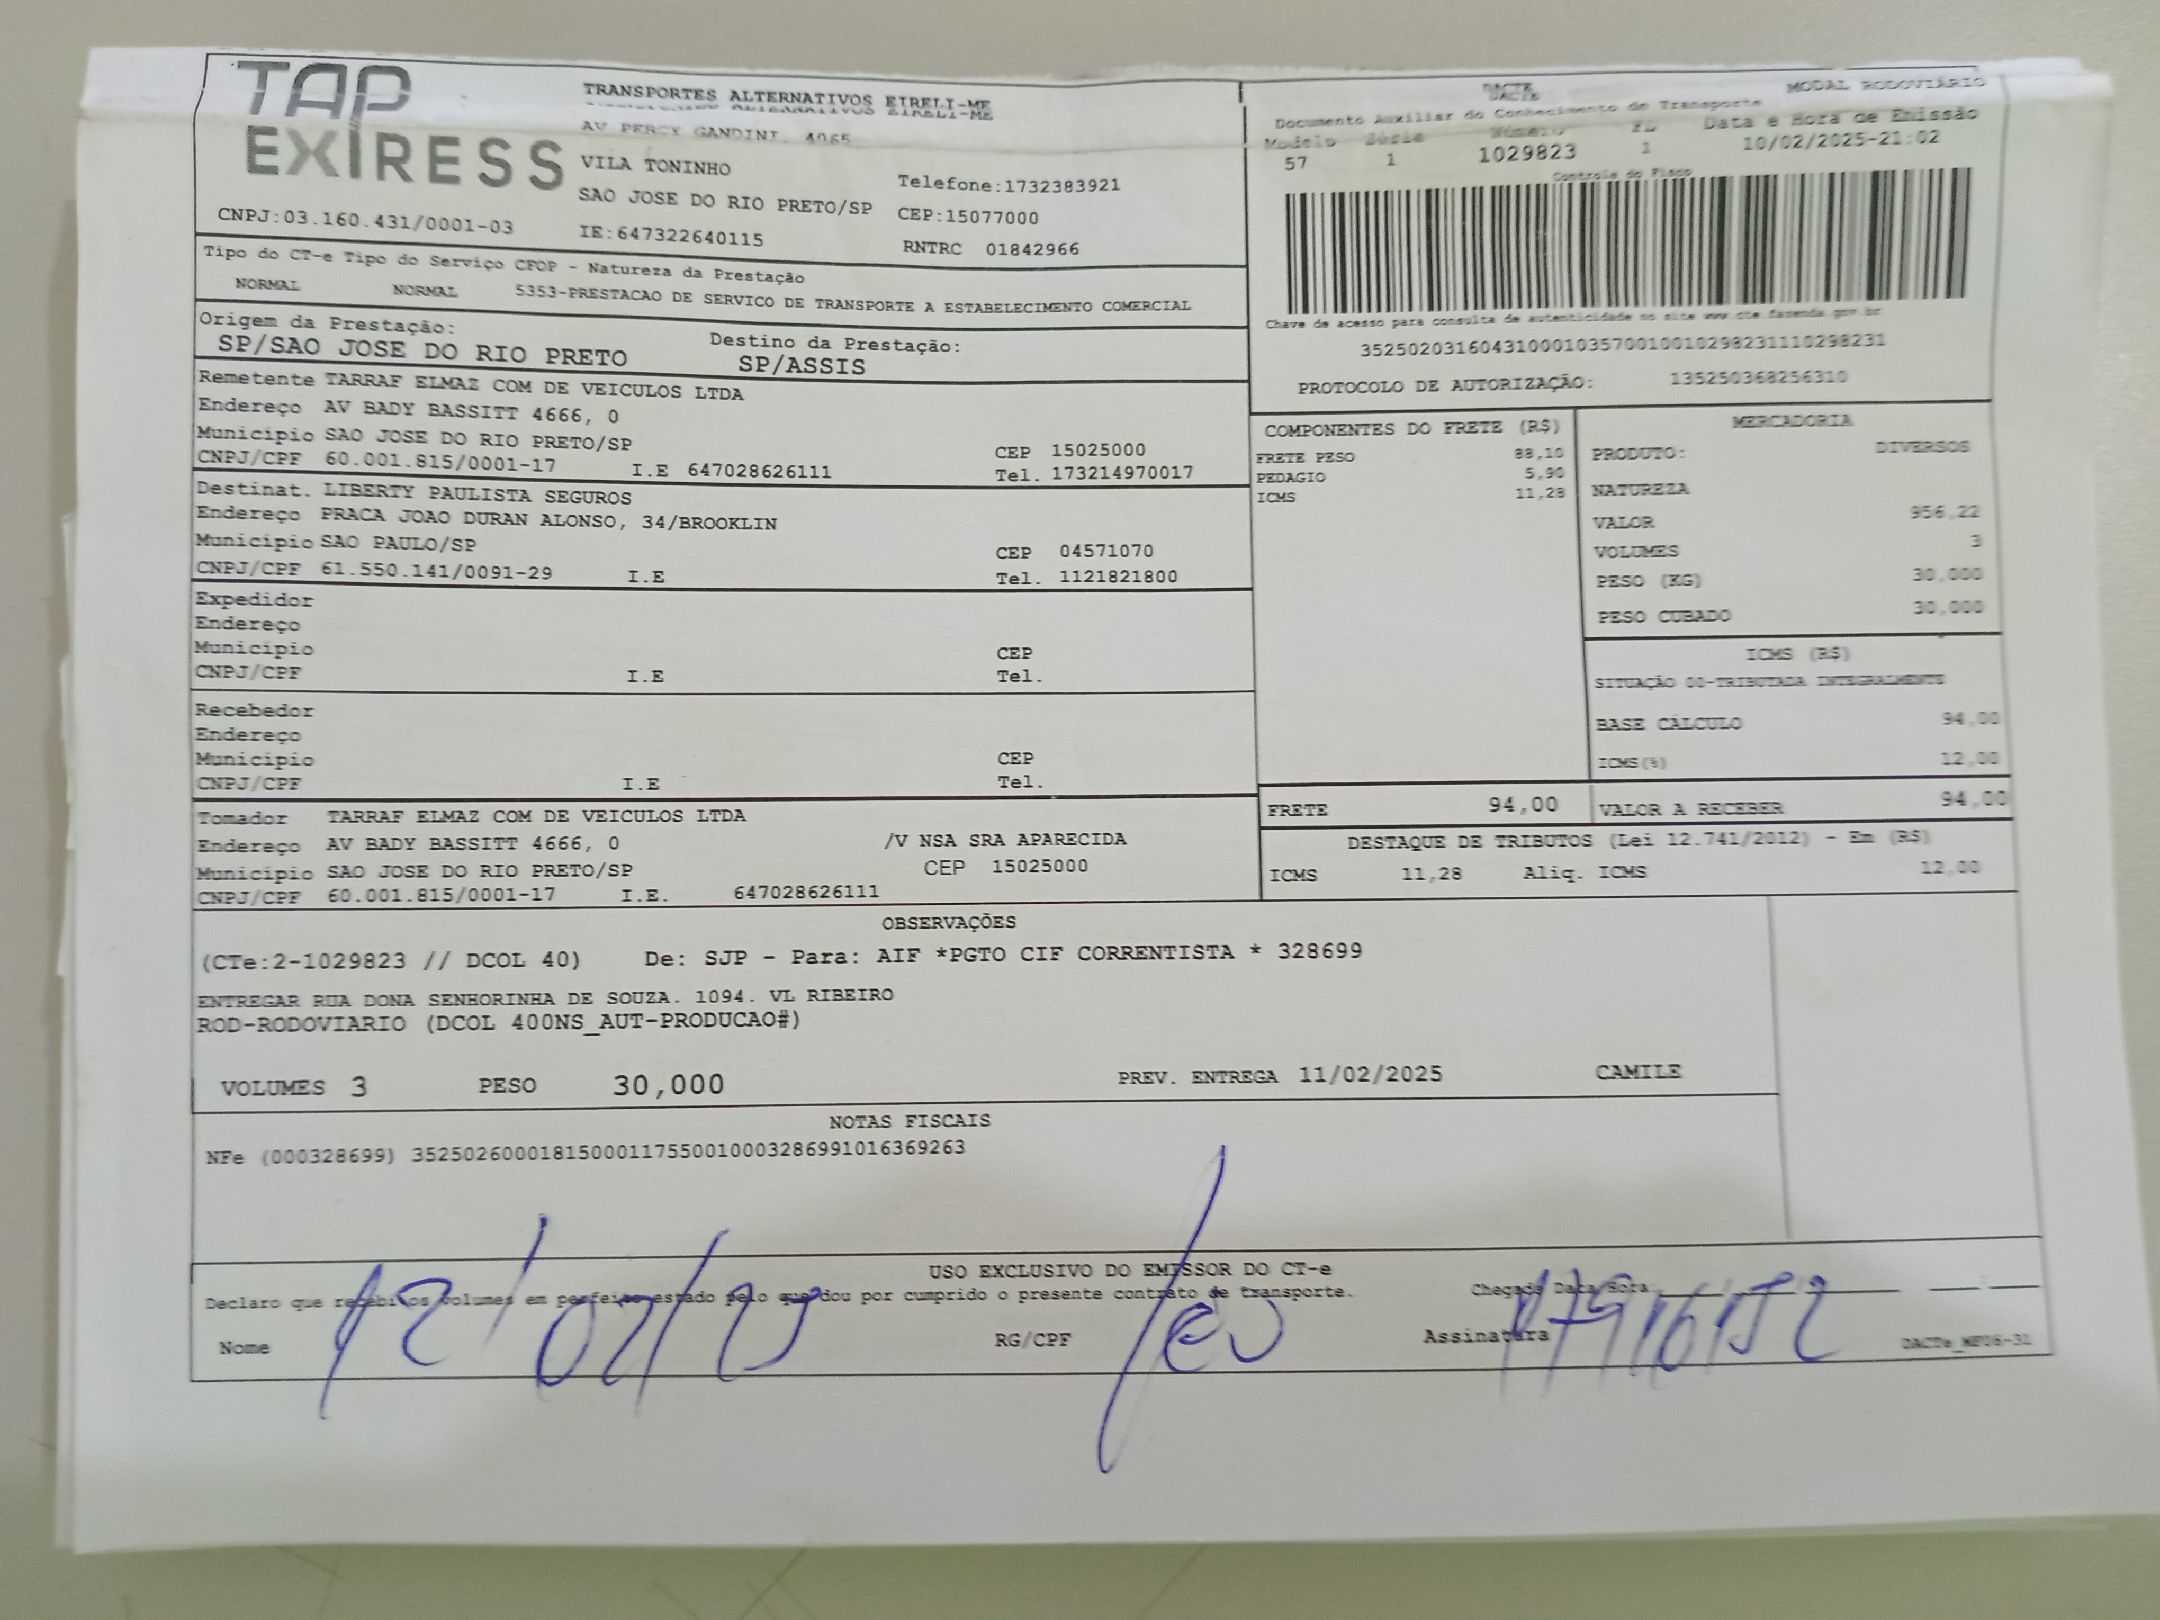 TAP
EXIRESS
CNPJ:03.160.431/0001-03
TRANSPORTES ALTERNATIVOS EIRELI-ME
AV PERCY GANDINI, 4065
VILA TONINHO
SAO JOSE DO RIO PRETO/SP
IE:647322640115
Telefone:1732383921
CEP:15077000
RNTRC 01842966
DACTE MODAL RODOVIÁRIO
Documento Auxiliar do Conhecimento de Transporte
Modelo Série Número FL Data e Hora de Emissão
57 1 1029823 1 10/02/2025-21:02
Controle do Fisco
Chave de acesso para consulta de autenticidade no site www.cte.fazenda.gov.br
35250203160431000103570010010298231110298231
PROTOCOLO DE AUTORIZAÇÃO: 135250368256310
Tipo do CT-e Tipo do Serviço CFOP - Natureza da Prestação
NORMAL NORMAL 5353-PRESTACAO DE SERVICO DE TRANSPORTE A ESTABELECIMENTO COMERCIAL
Origem da Prestação: Destino da Prestação:
SP/SAO JOSE DO RIO PRETO SP/ASSIS
Remetente TARRAF ELMAZ COM DE VEICULOS LTDA
Endereço AV BADY BASSITT 4666, 0
Municipio SAO JOSE DO RIO PRETO/SP CEP 15025000
CNPJ/CPF 60.001.815/0001-17 I.E 647028626111 Tel. 173214970017
Destinat. LIBERTY PAULISTA SEGUROS
Endereço PRACA JOAO DURAN ALONSO, 34/BROOKLIN
Municipio SAO PAULO/SP CEP 04571070
CNPJ/CPF 61.550.141/0091-29 I.E Tel. 1121821800
Expedidor
Endereço
Municipio CEP
CNPJ/CPF I.E Tel.
Recebedor
Endereço
Municipio CEP
CNPJ/CPF I.E Tel.
Tomador TARRAF ELMAZ COM DE VEICULOS LTDA
Endereço AV BADY BASSITT 4666, 0 /V NSA SRA APARECIDA
Municipio SAO JOSE DO RIO PRETO/SP CEP 15025000
CNPJ/CPF 60.001.815/0001-17 I.E. 647028626111
COMPONENTES DO FRETE (R$)
FRETE PESO 88,10
PEDAGIO 5,90
ICMS 11,28
MERCADORIA
PRODUTO: DIVERSOS
NATUREZA
VALOR 956,22
VOLUMES 3
PESO (KG) 30,000
PESO CUBADO 30,000
ICMS (R$)
SITUAÇÃO 00-TRIBUTADA INTEGRALMENTE
BASE CÁLCULO 94,00
ICMS(%) 12,00
FRETE 94,00 VALOR A RECEBER 94,00
DESTAQUE DE TRIBUTOS (Lei 12.741/2012) - Em (R$)
ICMS 11,28 Aliq. ICMS 12,00
OBSERVAÇÕES
(CTe:2-1029823 // DCOL 40) De: SJP - Para: AIF *PGTO CIF CORRENTISTA * 328699
ENTREGAR RUA DONA SENHORINHA DE SOUZA. 1094. VL RIBEIRO
ROD-RODOVIARIO (DCOL 400NS_AUT-PRODUCAO#)
VOLUMES 3 PESO 30,000 PREV. ENTREGA 11/02/2025 CAMILE
NOTAS FISCAIS
NFe (000328699) 35250260001815000117550010003286991016369263
USO EXCLUSIVO DO EMISSOR DO CT-e
Declaro que recebi os volumes em perfeito estado pelo que dou por cumprido o presente contrato de transporte. Chegada Data Hora
Nome RG/CPF Assinatura DACTe_MF06-31
12/02/25